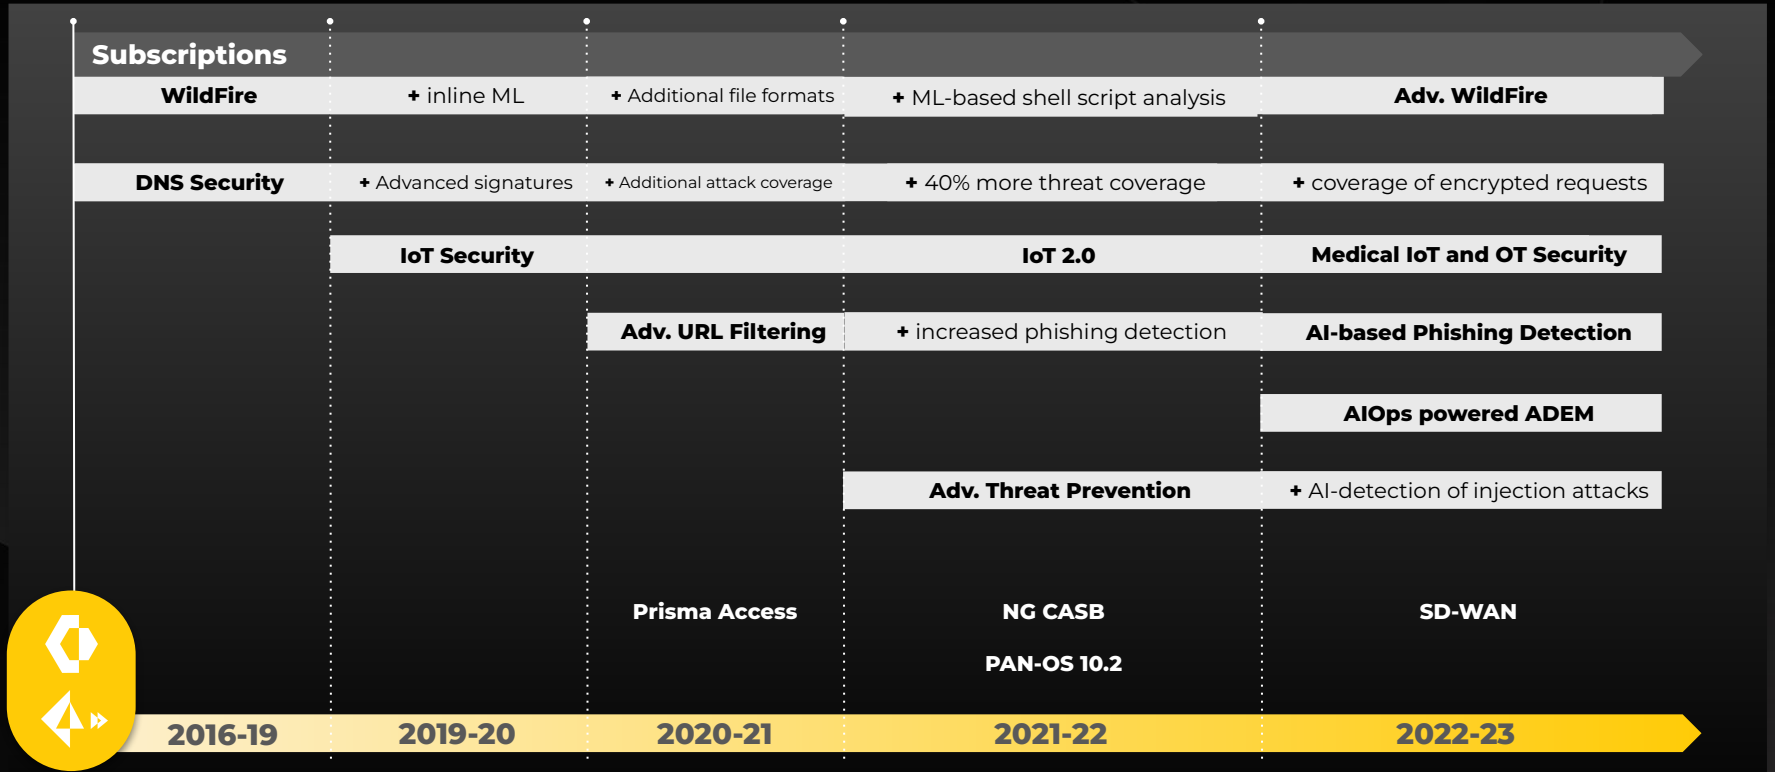 Subscriptions
WildFire + inline ML + Additional file formats + ML-based shell script analysis Adv. WildFire
DNS Security + Advanced signatures + Additional attack coverage + 40% more threat coverage + coverage of encrypted requests
IoT Security IoT 2.0 Medical IoT and OT Security
Adv. URL Filtering + increased phishing detection AI-based Phishing Detection
AIOps powered ADEM
Adv. Threat Prevention + AI-detection of injection attacks
Prisma Access NG CASB SD-WAN
PAN-OS 10.2
2016-19 2019-20 2020-21 2021-22 2022-23